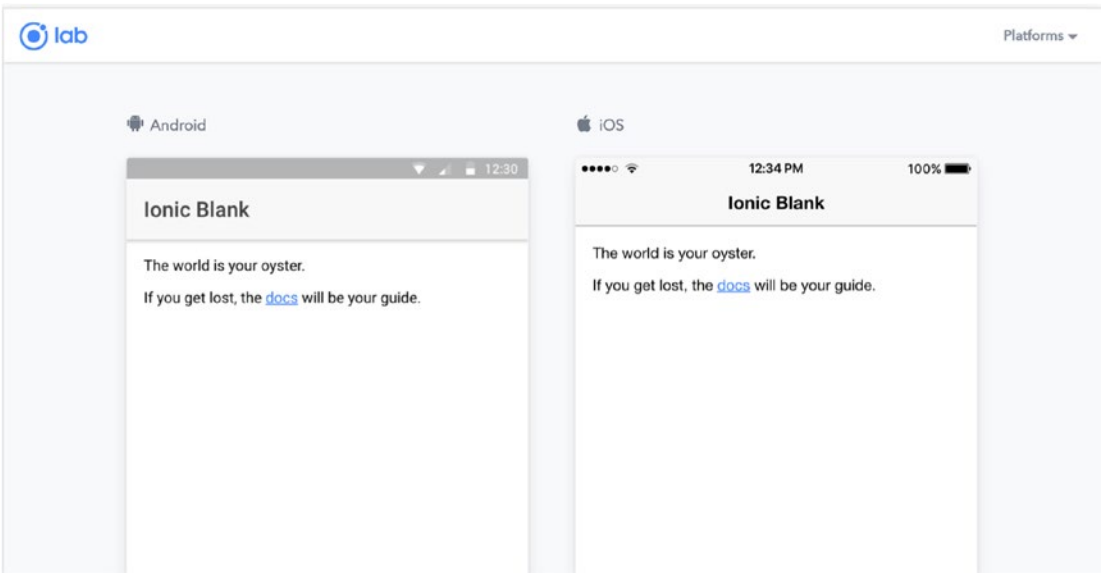 lab
Platforms
Android
12:30
Ionic Blank
The world is your oyster.
If you get lost, the docs will be your guide.
iOS
12:34 PM
100%
Ionic Blank
The world is your oyster.
If you get lost, the docs will be your guide.